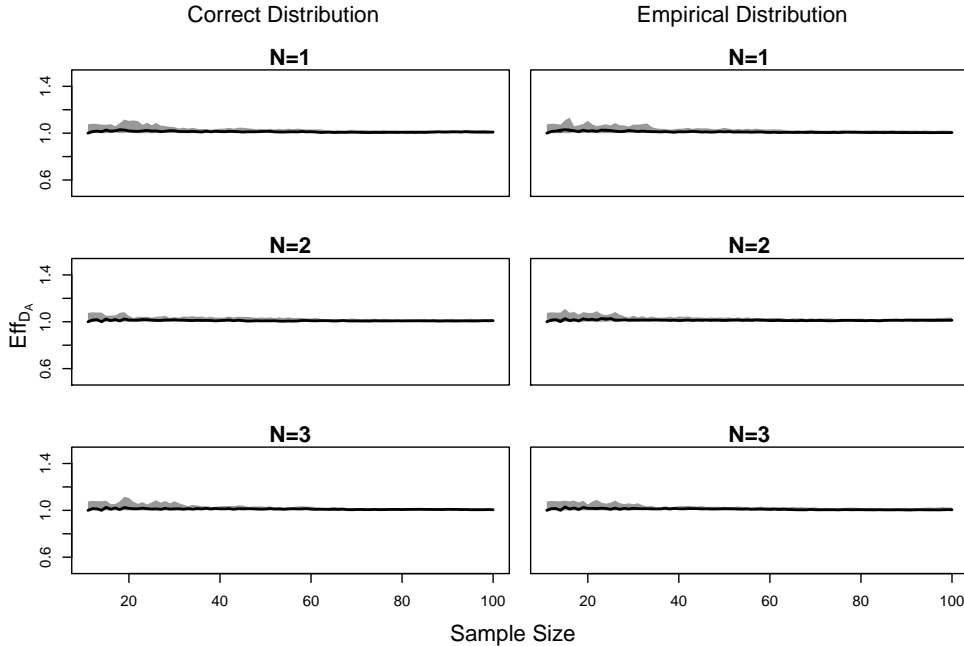 Correct Distribution
Empirical Distribution
N=1
N=1
1.4
1.0
0.6
N=2
N=2
1.4
1.0
0.6
Eff_{D_A}
N=3
N=3
1.4
1.0
0.6
20 40 60 80 100
20 40 60 80 100
Sample Size